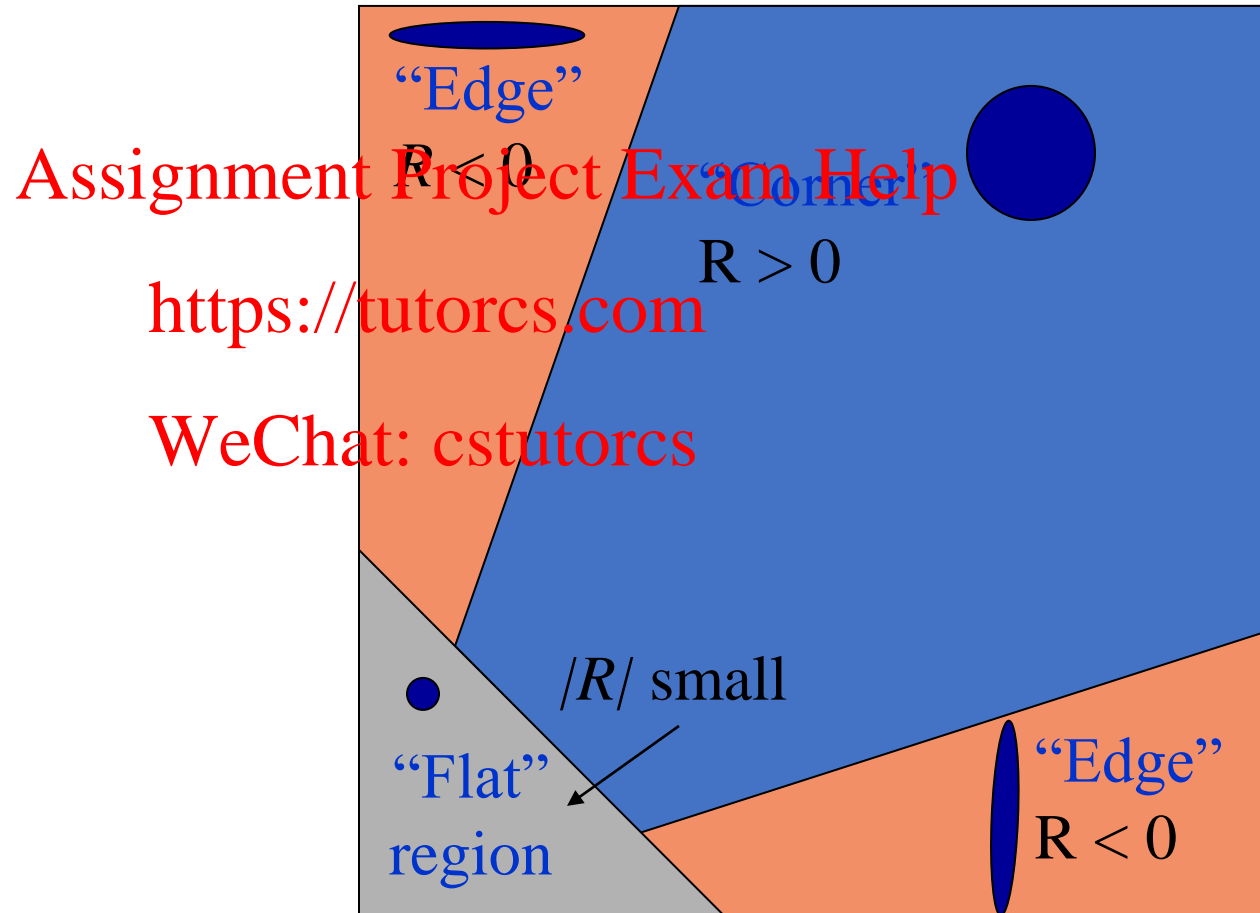 “Edge”
R < 0
Assignment Project Exam Help
“Corner”
R > 0
https://tutorcs.com
WeChat: cstutorcs
/R/ small
“Flat”
region
“Edge”
R < 0